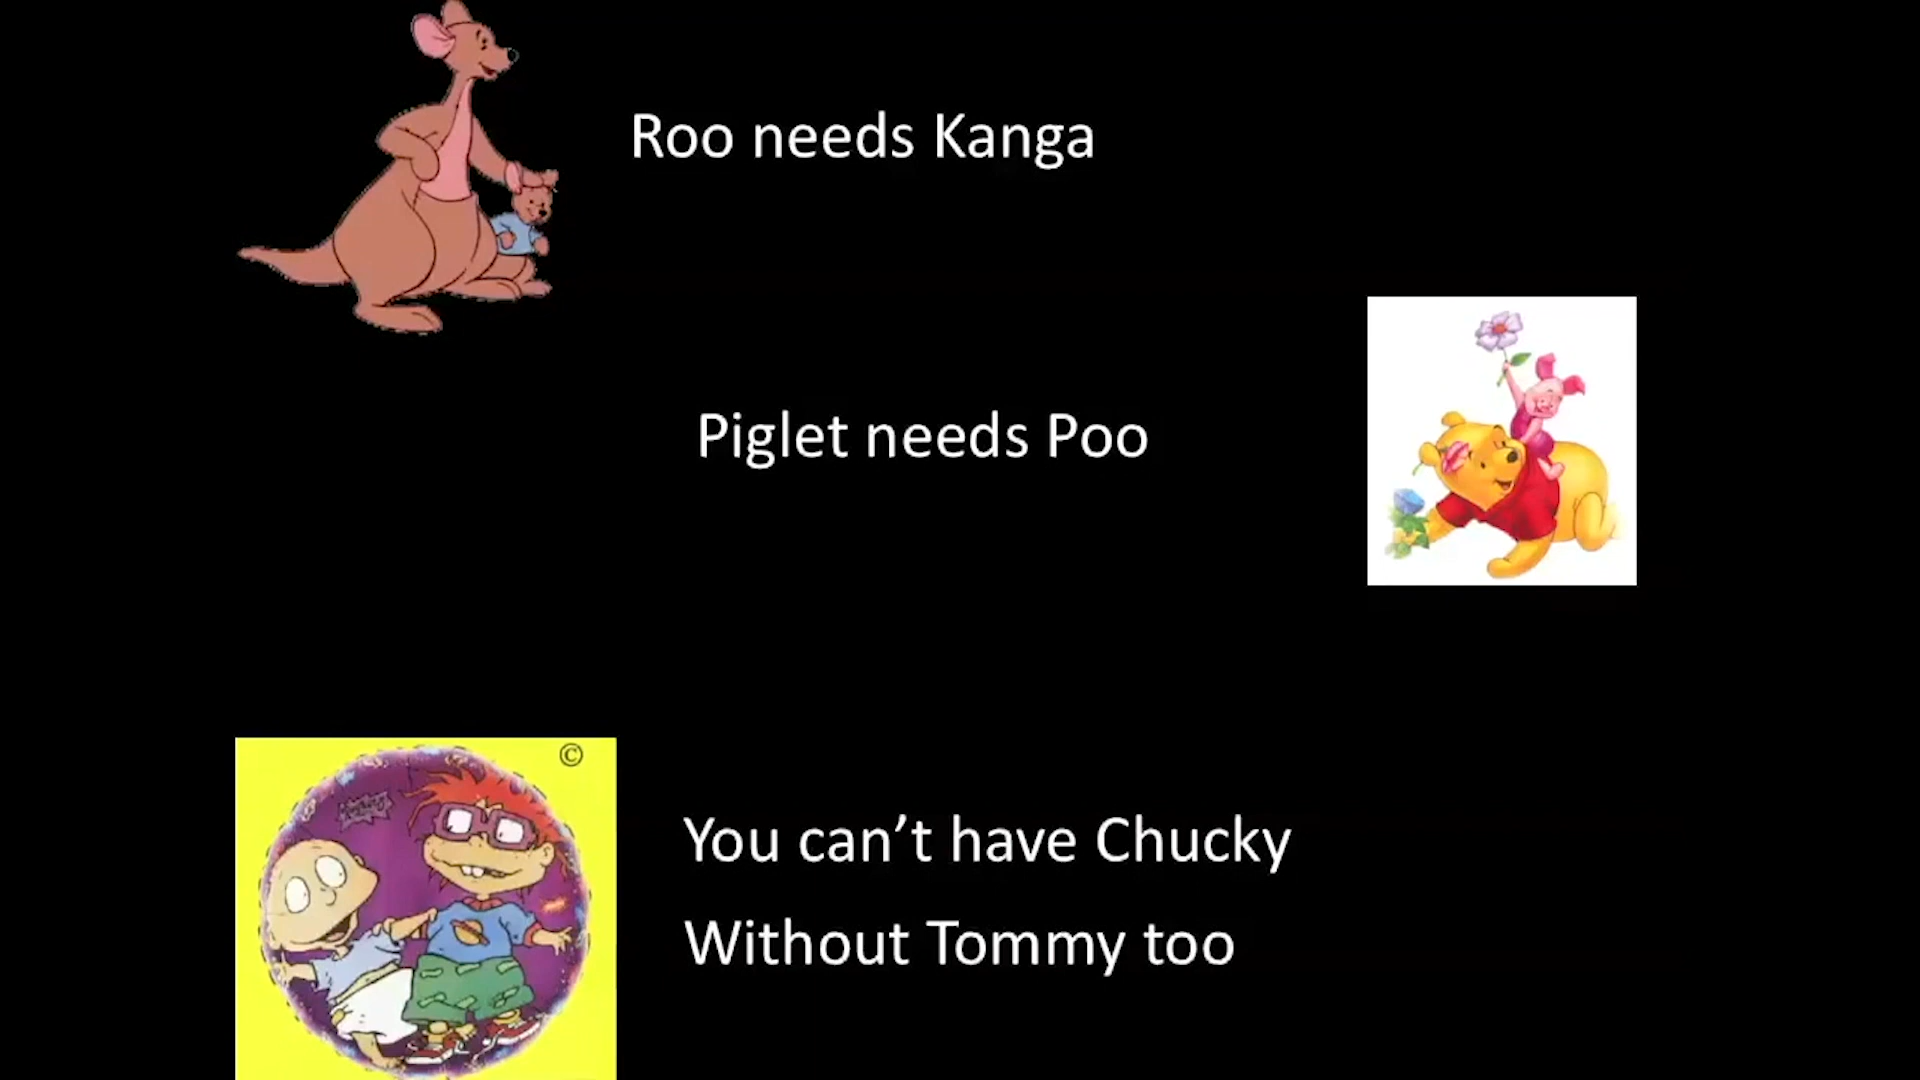 Roo needs Kanga
Piglet needs Poo
©
You can’t have Chucky
Without Tommy too